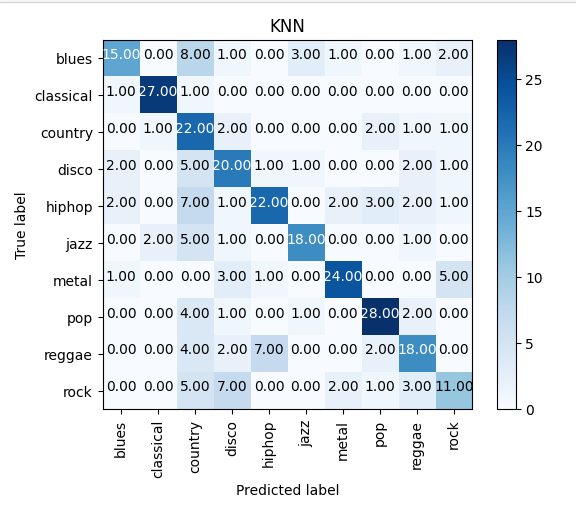 KNN
blues 15.00 0.00 8.00 1.00 0.00 3.00 1.00 0.00 1.00 2.00
classical 1.00 27.00 1.00 0.00 0.00 0.00 0.00 0.00 0.00 0.00
country 0.00 1.00 22.00 2.00 0.00 0.00 0.00 2.00 1.00 1.00
disco 2.00 0.00 5.00 20.00 1.00 1.00 0.00 0.00 2.00 1.00
hiphop 2.00 0.00 7.00 1.00 22.00 0.00 2.00 3.00 2.00 1.00
jazz 0.00 2.00 5.00 1.00 0.00 18.00 0.00 0.00 1.00 0.00
metal 1.00 0.00 0.00 3.00 1.00 0.00 24.00 0.00 0.00 5.00
pop 0.00 0.00 4.00 1.00 0.00 1.00 0.00 28.00 2.00 0.00
reggae 0.00 0.00 4.00 2.00 7.00 0.00 0.00 2.00 18.00 0.00
rock 0.00 0.00 5.00 7.00 0.00 0.00 2.00 1.00 3.00 11.00
True label
blues classical country disco hiphop jazz metal pop reggae rock
Predicted label
25
20
15
10
5
0